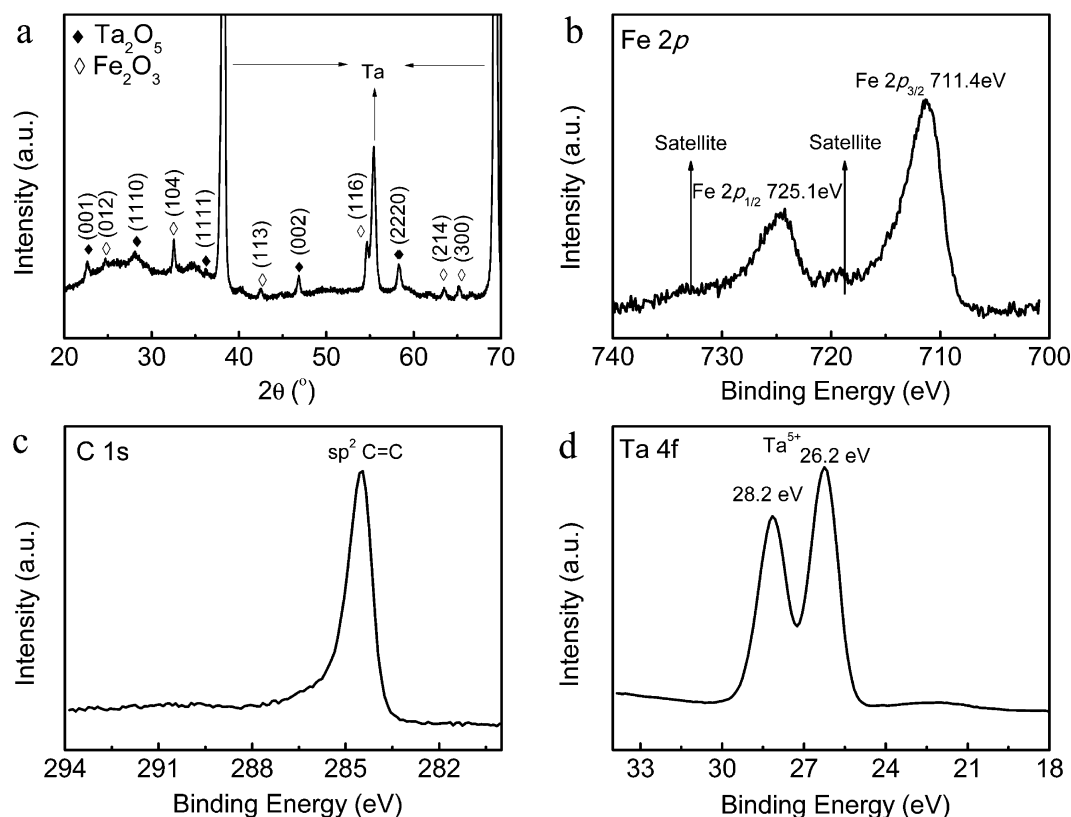 a
◆ Ta₂O₅
◇ Fe₂O₃
Ta
(001)
(012)
(1110)
(104)
(1111)
(113)
(002)
(116)
(2220)
(214)
(300)
Intensity (a.u.)
20 30 40 50 60 70
2θ (°)
b
Fe 2p
Fe 2p₃/₂ 711.4eV
Satellite
Satellite
Fe 2p₁/₂ 725.1eV
Intensity (a.u.)
740 730 720 710 700
Binding Energy (eV)
c
C 1s
sp² C=C
Intensity (a.u.)
294 291 288 285 282
Binding Energy (eV)
d
Ta 4f
Ta⁵⁺
26.2 eV
28.2 eV
Intensity (a.u.)
33 30 27 24 21 18
Binding Energy (eV)